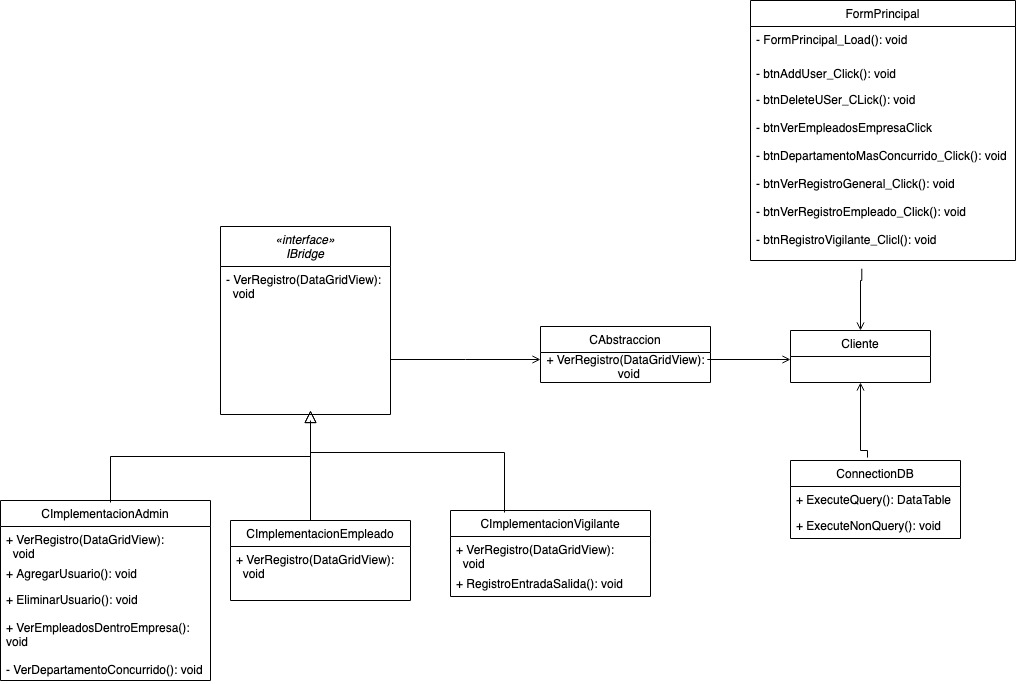 FormPrincipal
- FormPrincipal_Load(): void
- btnAddUser_Click(): void
- btnDeleteUSer_CLick(): void
- btnVerEmpleadosEmpresaClick
- btnDepartamentoMasConcurrido_Click(): void
- btnVerRegistroGeneral_Click(): void
- btnVerRegistroEmpleado_Click(): void
- btnRegistroVigilante_Clicl(): void
«interface»
IBridge
- VerRegistro(DataGridView):
void
CAbstraccion
+ VerRegistro(DataGridView):
void
Cliente
ConnectionDB
+ ExecuteQuery(): DataTable
+ ExecuteNonQuery(): void
CImplementacionAdmin
+ VerRegistro(DataGridView):
void
+ AgregarUsuario(): void
+ EliminarUsuario(): void
+ VerEmpleadosDentroEmpresa():
void
- VerDepartamentoConcurrido(): void
CImplementacionEmpleado
+ VerRegistro(DataGridView):
void
CImplementacionVigilante
+ VerRegistro(DataGridView):
void
+ RegistroEntradaSalida(): void